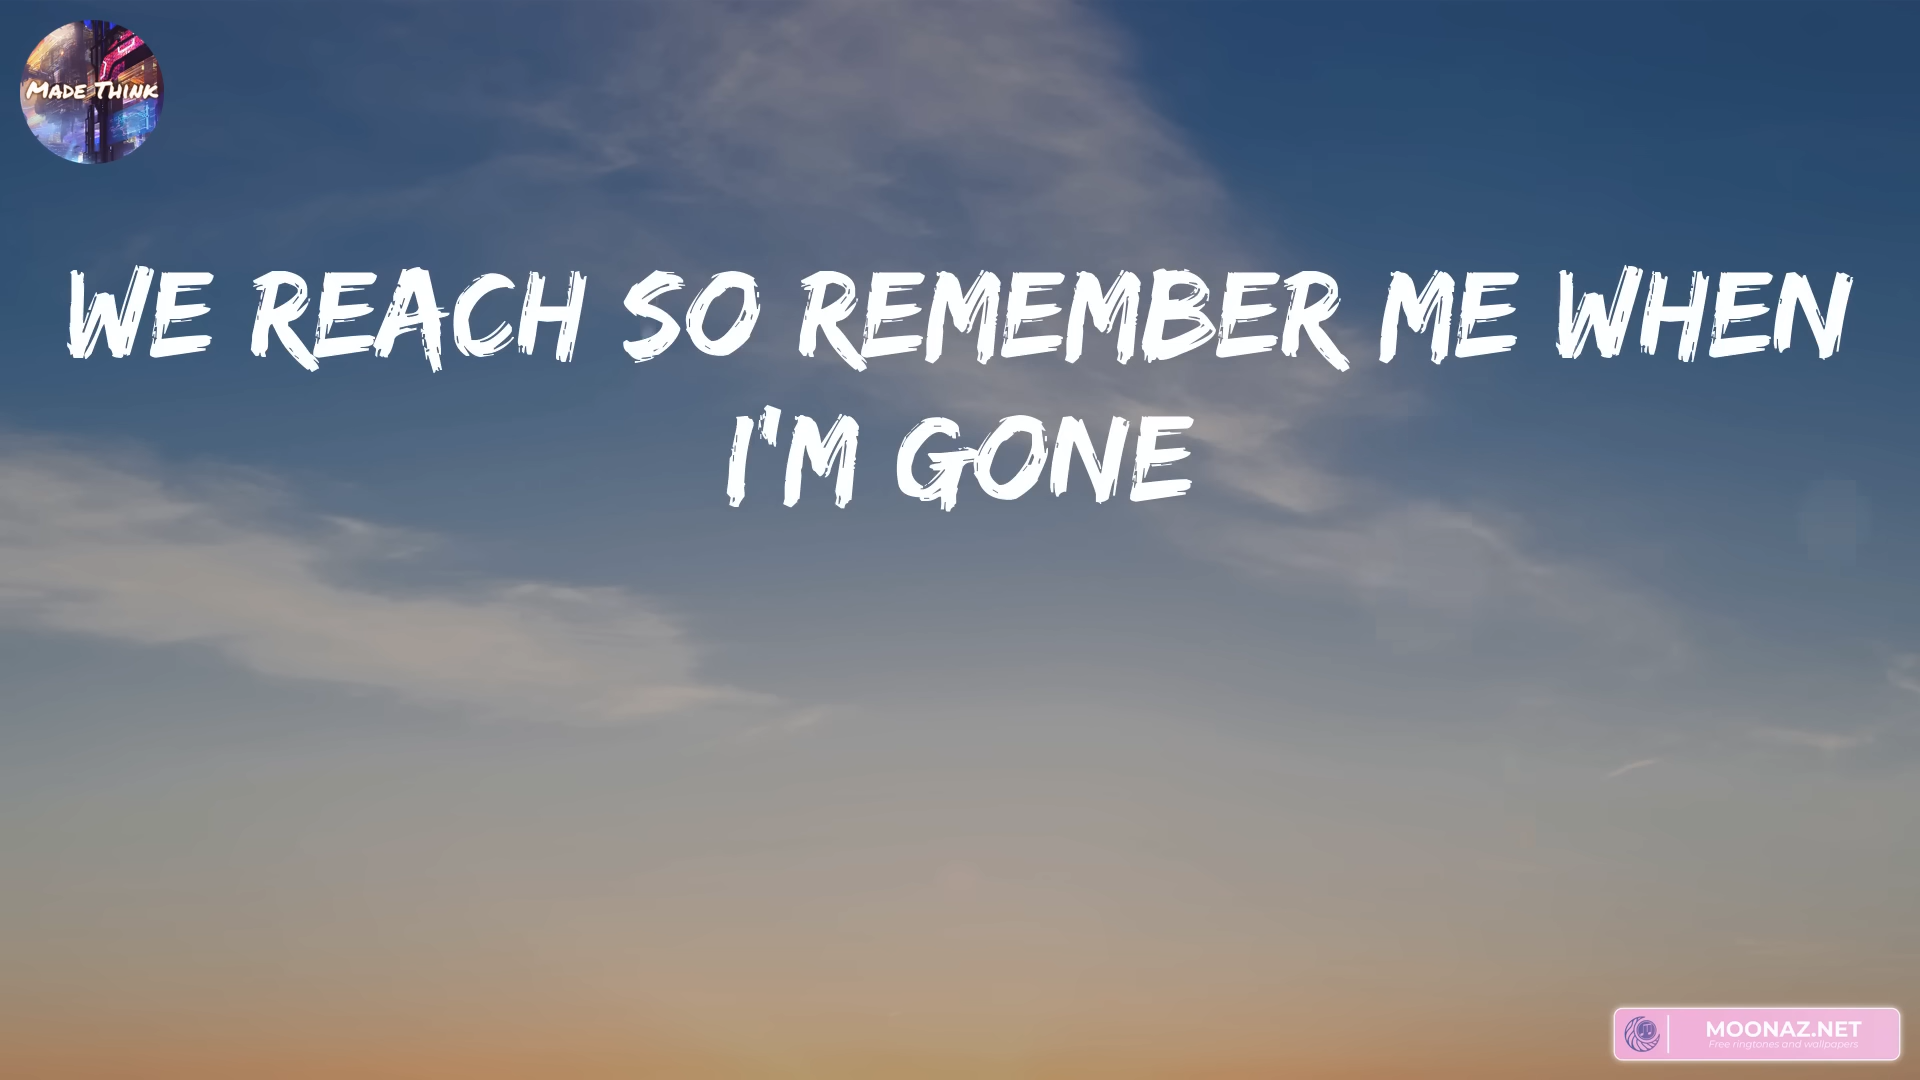 Made Think
WE REACH SO REMEMBER ME WHEN
I'M GONE
MOONAZ.NET
Free ringtones and wallpapers